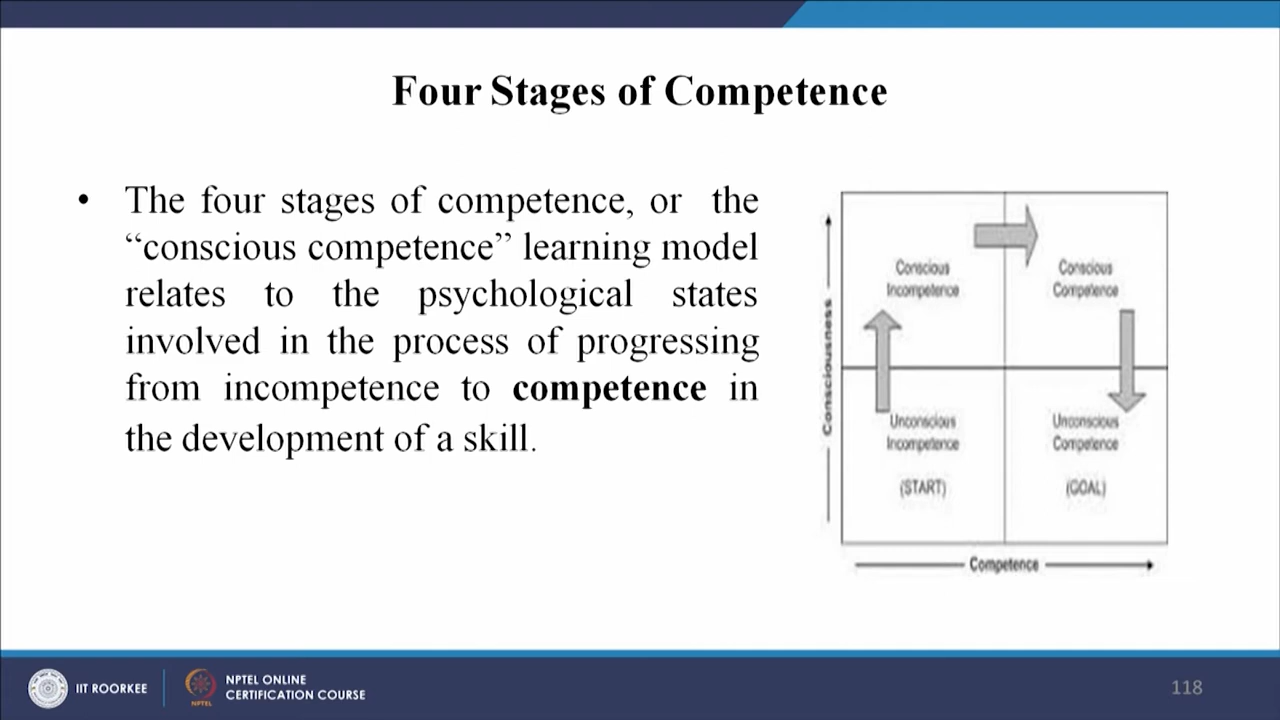 Four Stages of Competence
• The four stages of competence, or the
“conscious competence” learning model
relates to the psychological states
involved in the process of progressing
from incompetence to competence in
the development of a skill.
Consciousness
Conscious
Incompetence
Conscious
Competence
Unconscious
Incompetence
(START)
Unconscious
Competence
(GOAL)
Competence
IIT ROORKEE
NPTEL
NPTEL ONLINE
CERTIFICATION COURSE
118